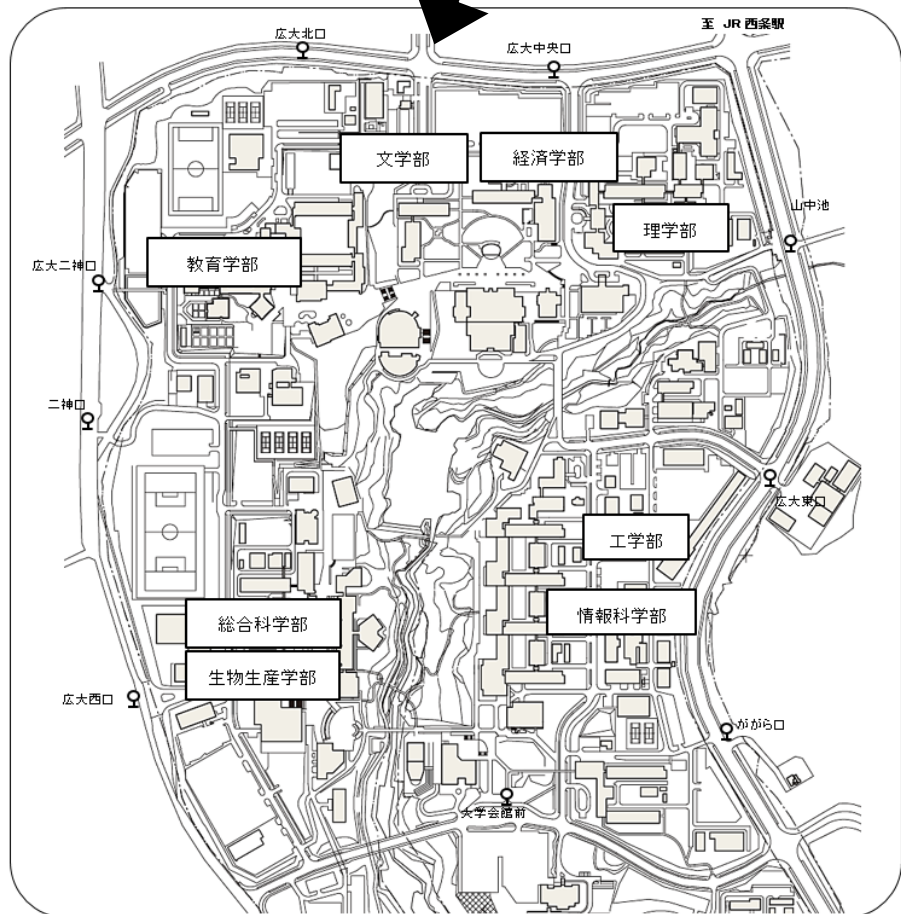 至 JR 西条駅
広大北口
広大中央口
文学部
経済学部
山中池
理学部
教育学部
広大二神口
二神口
広大東口
工学部
総合科学部
情報科学部
生物生産学部
広大西口
ががら口
大学会館前